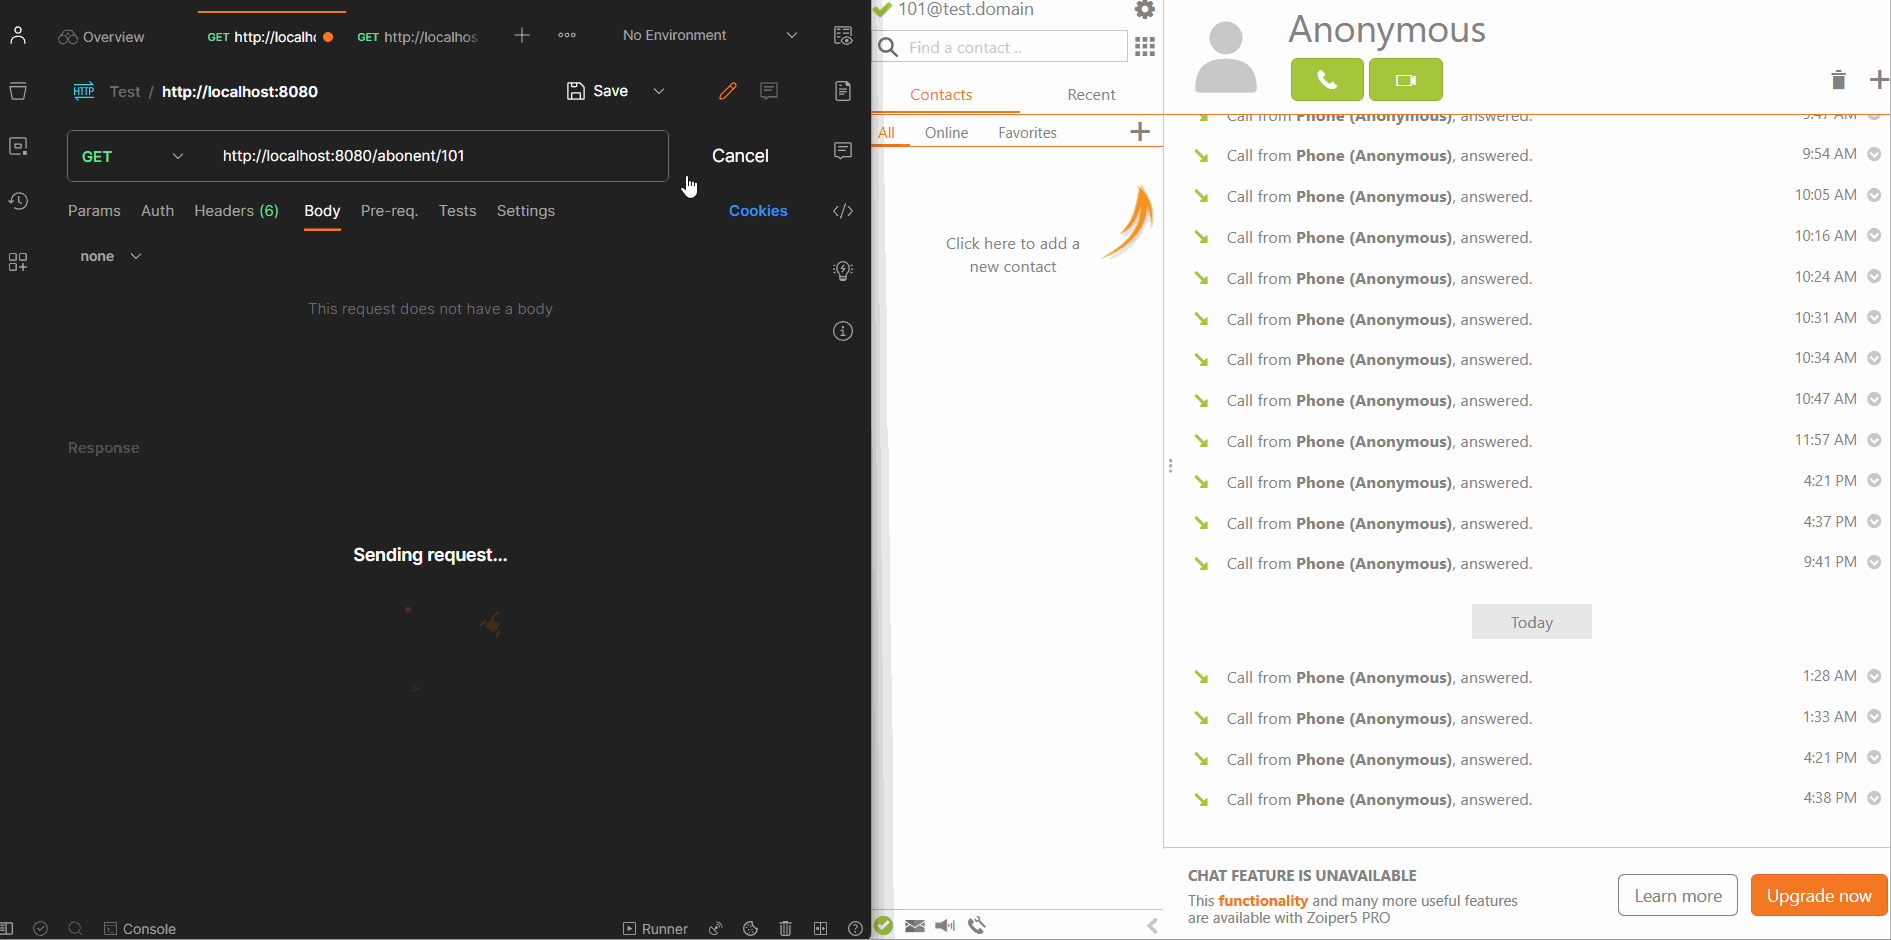 Overview
GET http://localhc
GET http://localhos
No Environment
HTTP Test / http://localhost:8080
Save
GET http://localhost:8080/abonent/101
Cancel
Params Auth Headers (6) Body Pre-req. Tests Settings
Cookies
none
This request does not have a body
Response
Sending request...
Console
Runner
101@test.domain
Find a contact ..
Contacts Recent
All Online Favorites
Click here to add a
new contact
Anonymous
Call from Phone (Anonymous), answered. 9:47 AM
Call from Phone (Anonymous), answered. 9:54 AM
Call from Phone (Anonymous), answered. 10:05 AM
Call from Phone (Anonymous), answered. 10:16 AM
Call from Phone (Anonymous), answered. 10:24 AM
Call from Phone (Anonymous), answered. 10:31 AM
Call from Phone (Anonymous), answered. 10:34 AM
Call from Phone (Anonymous), answered. 10:47 AM
Call from Phone (Anonymous), answered. 11:57 AM
Call from Phone (Anonymous), answered. 4:21 PM
Call from Phone (Anonymous), answered. 4:37 PM
Call from Phone (Anonymous), answered. 9:41 PM
Today
Call from Phone (Anonymous), answered. 1:28 AM
Call from Phone (Anonymous), answered. 1:33 AM
Call from Phone (Anonymous), answered. 4:21 PM
Call from Phone (Anonymous), answered. 4:38 PM
CHAT FEATURE IS UNAVAILABLE
This functionality and many more useful features
are available with Zoiper5 PRO
Learn more
Upgrade now